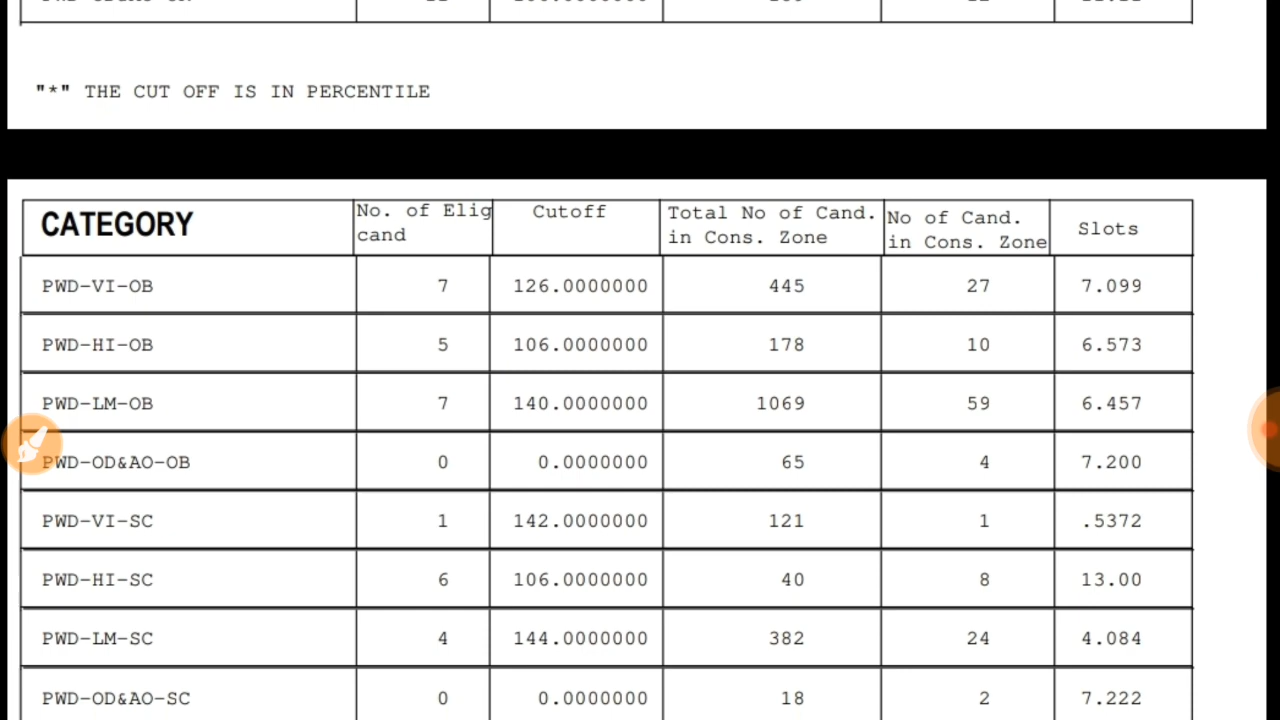 "*" THE CUT OFF IS IN PERCENTILE
CATEGORY No. of Elig cand Cutoff Total No of Cand. in Cons. Zone No of Cand. in Cons. Zone Slots
PWD-VI-OB 7 126.0000000 445 27 7.099
PWD-HI-OB 5 106.0000000 178 10 6.573
PWD-LM-OB 7 140.0000000 1069 59 6.457
PWD-OD&AO-OB 0 0.0000000 65 4 7.200
PWD-VI-SC 1 142.0000000 121 1 .5372
PWD-HI-SC 6 106.0000000 40 8 13.00
PWD-LM-SC 4 144.0000000 382 24 4.084
PWD-OD&AO-SC 0 0.0000000 18 2 7.222